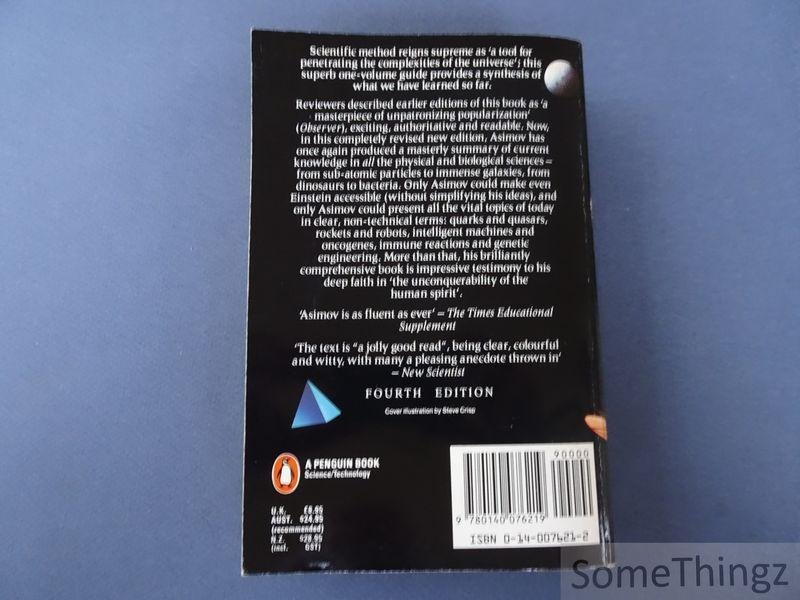 Scientific method reigns supreme as 'a tool for
penetrating the complexities of the universe'; this
superb one-volume guide provides a synthesis of
what we have learned so far.
Reviewers described earlier editions of this book as 'a
masterpiece of unpatronizing popularization'
(Observer), exciting, authoritative and readable. Now,
in this completely revised new edition, Asimov has
once again produced a masterly summary of current
knowledge in all the physical and biological sciences –
from sub-atomic particles to immense galaxies, from
dinosaurs to bacteria. Only Asimov could make even
Einstein accessible (without simplifying his ideas), and
only Asimov could present all the vital topics of today
in clear, non-technical terms: quarks and quasars,
rockets and robots, intelligent machines and
oncogenes, immune reactions and genetic
engineering. More than that, his brilliantly
comprehensive book is impressive testimony to his
deep faith in 'the unconquerability of the
human spirit'.
'Asimov is as fluent as ever' – The Times Educational
Supplement
'The text is "a jolly good read", being clear, colourful
and witty, with many a pleasing anecdote thrown in'
– New Scientist
FOURTH EDITION
Cover illustration by Steve Crisp
A PENGUIN BOOK
Science/Technology
U.K. £8.95
AUST. $24.95
(recommended)
N.Z. $29.95
(incl. GST)
90000
9 780140 076219
ISBN 0-14-007621-2
SomeThingz